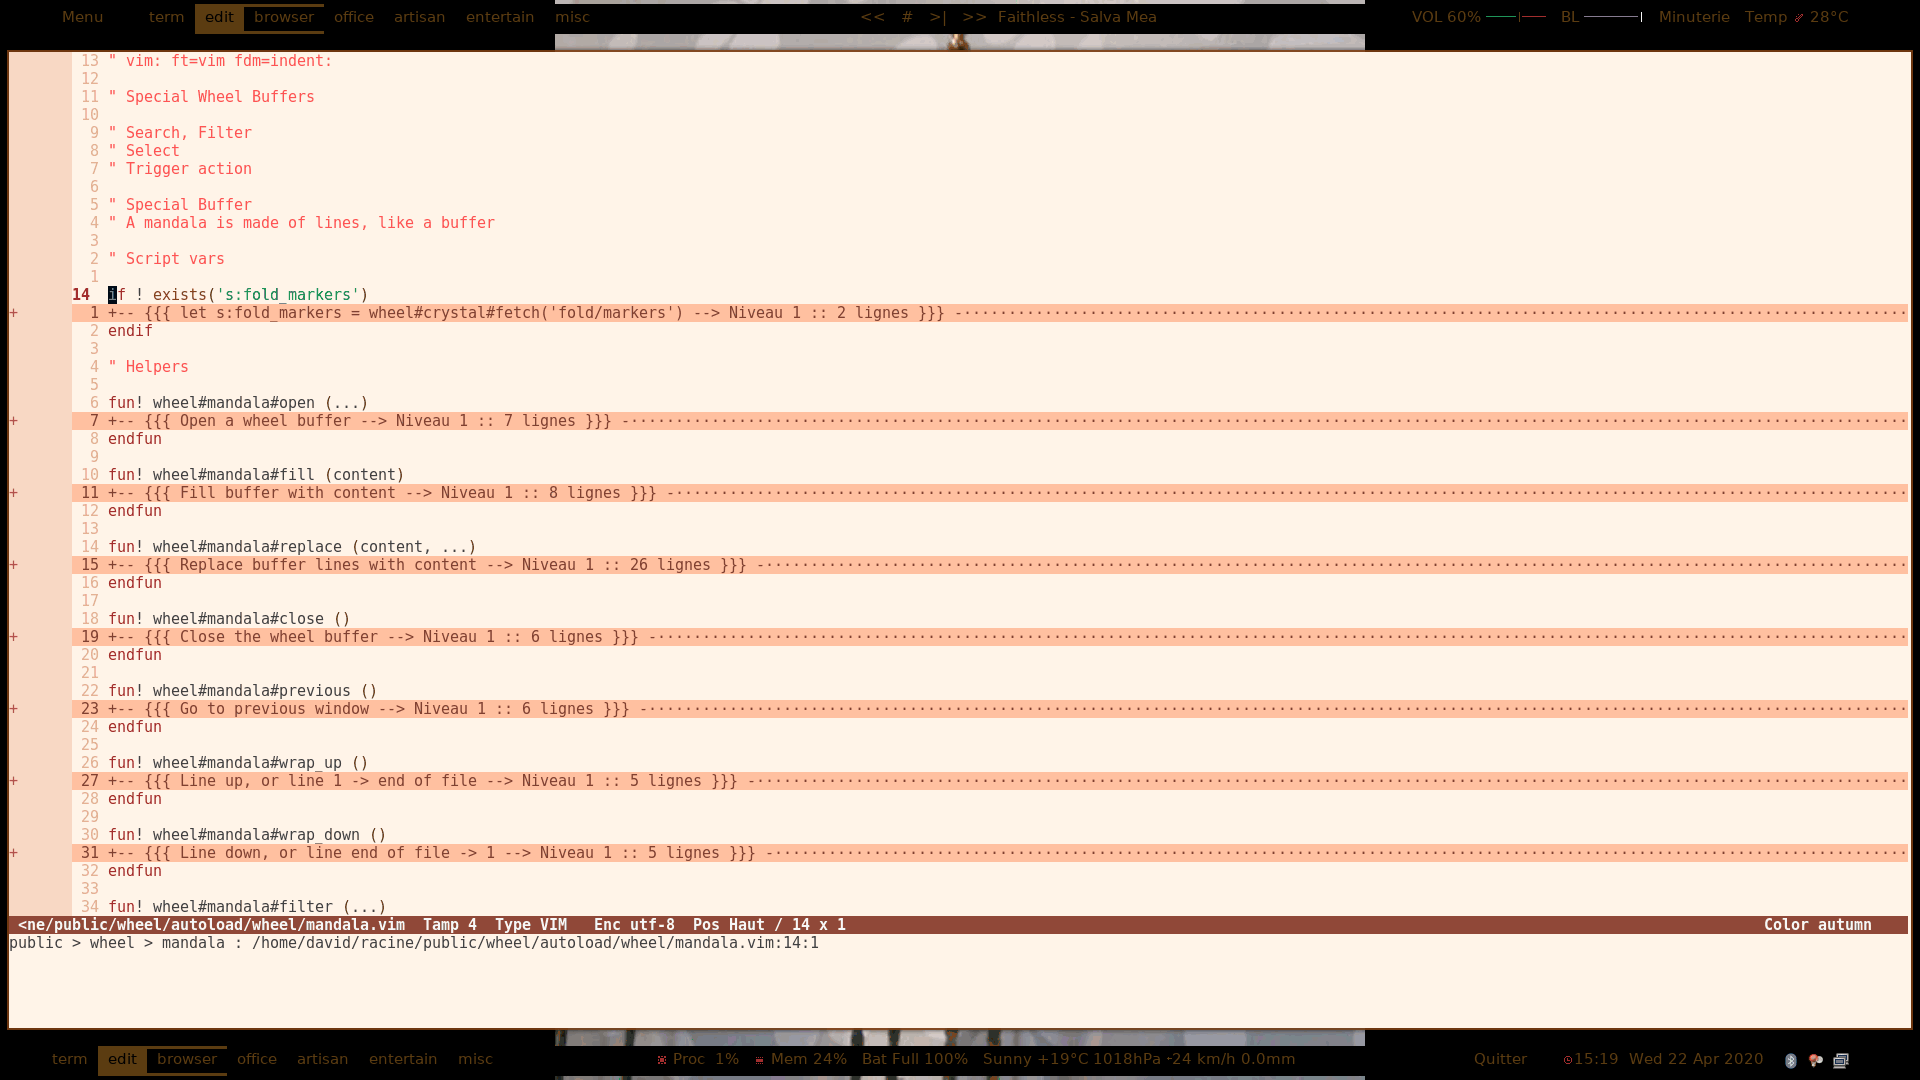 Menu term edit browser office artisan entertain misc << # >| >> Faithless - Salva Mea VOL 60% BL Minuterie Temp 28°C
13 " vim: ft=vim fdm=indent:
12
11 " Special Wheel Buffers
10
9 " Search, Filter
8 " Select
7 " Trigger action
6
5 " Special Buffer
4 " A mandala is made of lines, like a buffer
3
2 " Script vars
1
14 if ! exists('s:fold_markers')
+ 1 +-- {{{ let s:fold_markers = wheel#crystal#fetch('fold/markers') --> Niveau 1 :: 2 lignes }}} -
2 endif
3
4 " Helpers
5
6 fun! wheel#mandala#open (...)
+ 7 +-- {{{ Open a wheel buffer --> Niveau 1 :: 7 lignes }}} -
8 endfun
9
10 fun! wheel#mandala#fill (content)
+ 11 +-- {{{ Fill buffer with content --> Niveau 1 :: 8 lignes }}} -
12 endfun
13
14 fun! wheel#mandala#replace (content, ...)
+ 15 +-- {{{ Replace buffer lines with content --> Niveau 1 :: 26 lignes }}} -
16 endfun
17
18 fun! wheel#mandala#close ()
+ 19 +-- {{{ Close the wheel buffer --> Niveau 1 :: 6 lignes }}} -
20 endfun
21
22 fun! wheel#mandala#previous ()
+ 23 +-- {{{ Go to previous window --> Niveau 1 :: 6 lignes }}} -
24 endfun
25
26 fun! wheel#mandala#wrap_up ()
+ 27 +-- {{{ Line up, or line 1 -> end of file --> Niveau 1 :: 5 lignes }}} -
28 endfun
29
30 fun! wheel#mandala#wrap_down ()
+ 31 +-- {{{ Line down, or line end of file -> 1 --> Niveau 1 :: 5 lignes }}} -
32 endfun
33
34 fun! wheel#mandala#filter (...)
<ne/public/wheel/autoload/wheel/mandala.vim Tamp 4 Type VIM Enc utf-8 Pos Haut / 14 x 1 Color autumn
public > wheel > mandala : /home/david/racine/public/wheel/autoload/wheel/mandala.vim:14:1
term edit browser office artisan entertain misc Proc 1% Mem 24% Bat Full 100% Sunny +19°C 1018hPa ←24 km/h 0.0mm Quitter 15:19 Wed 22 Apr 2020